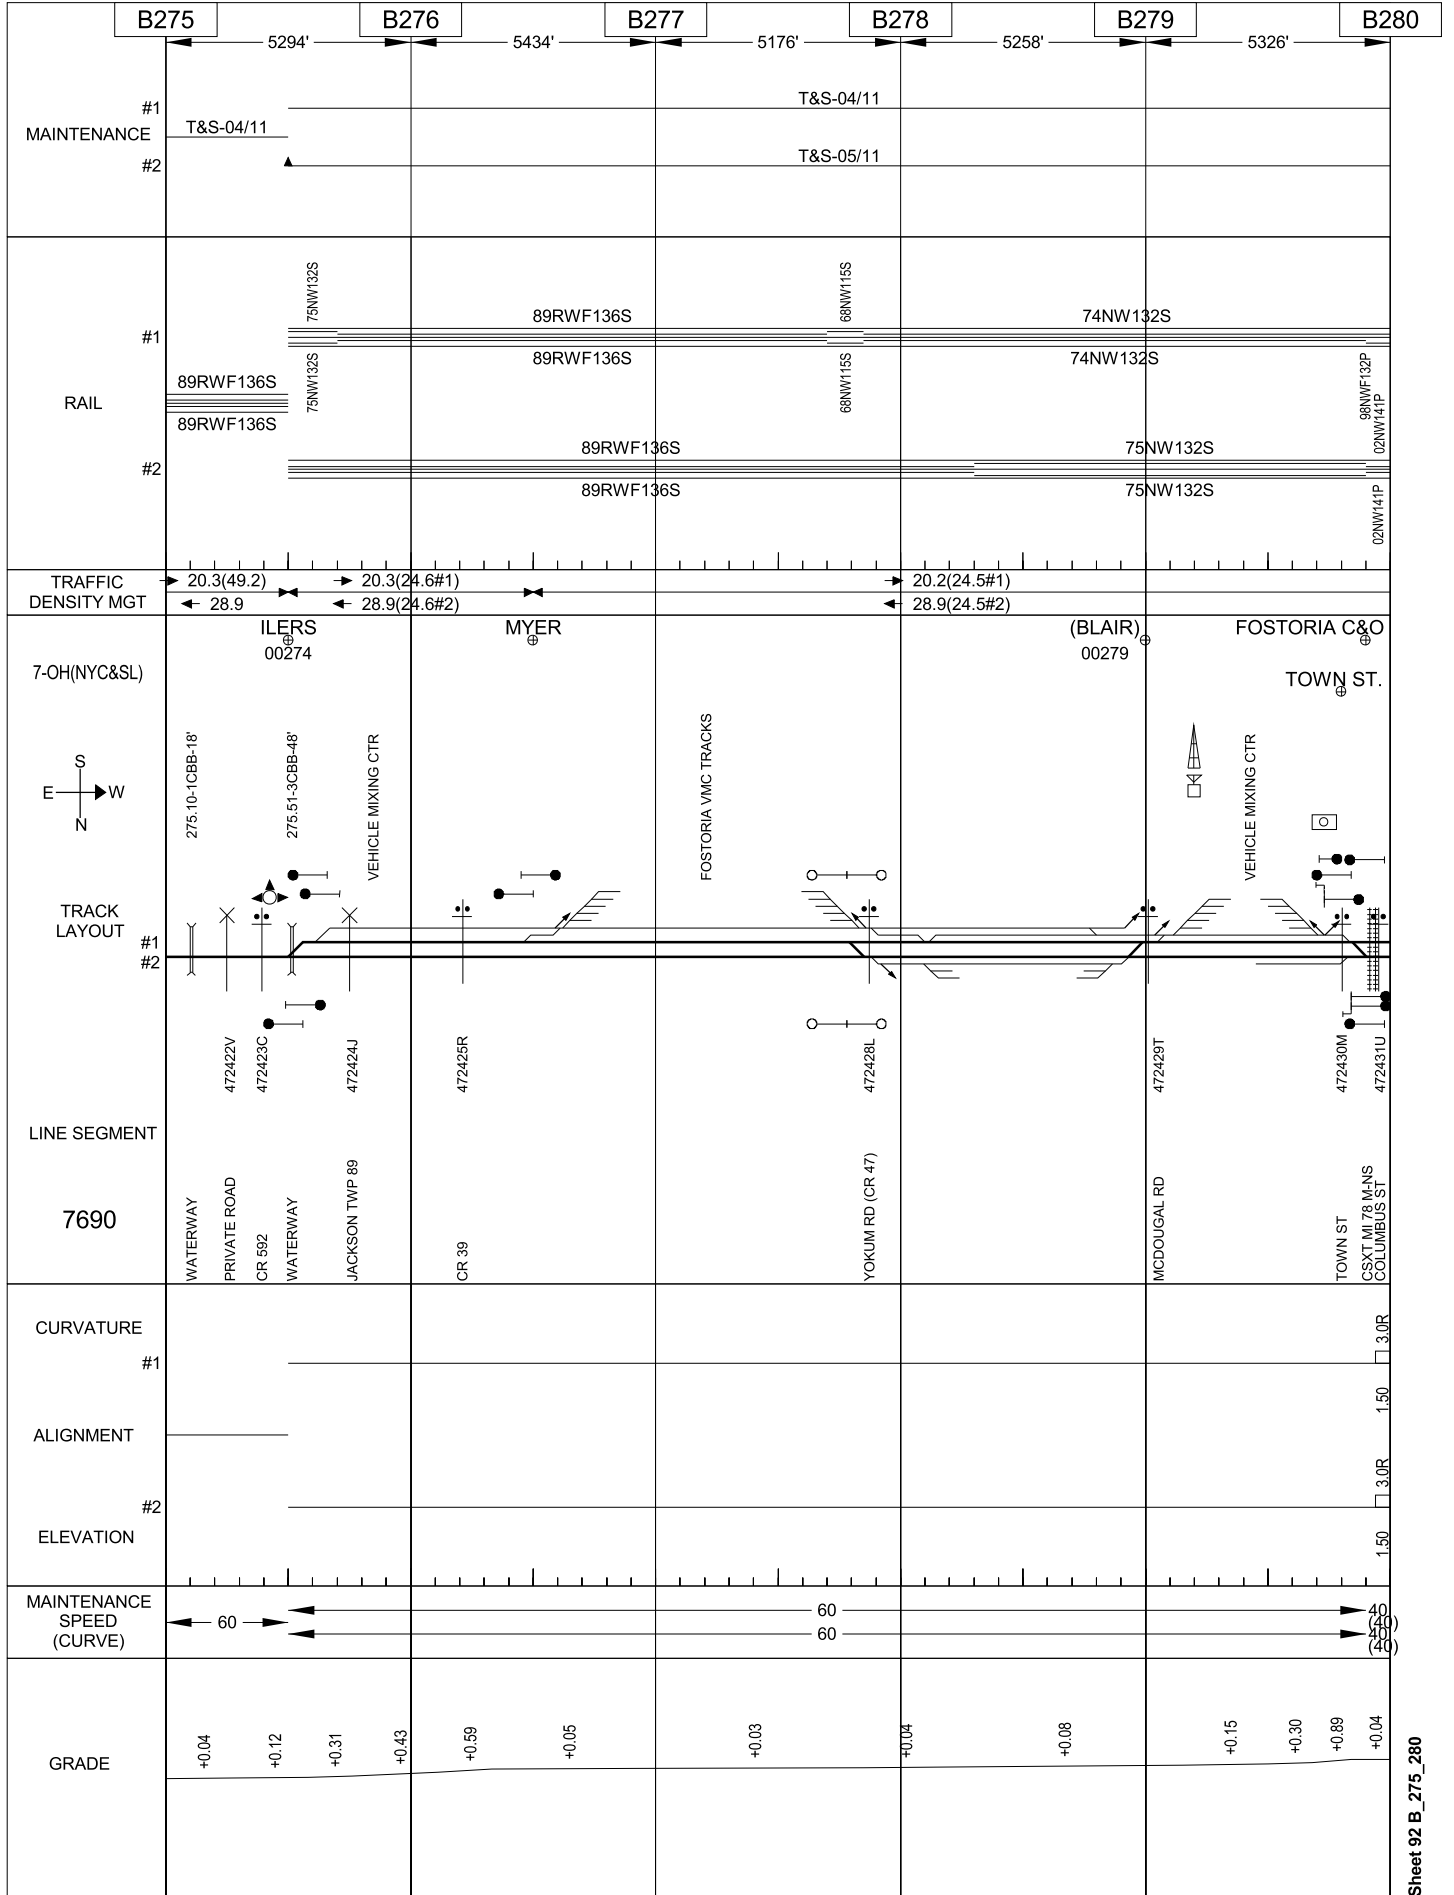 B275 B276 B277 B278 B279 B280
5294' 5434' 5176' 5258' 5326'
#1 T&S-04/11
MAINTENANCE T&S-04/11
#2 T&S-05/11
75NW132S 68NW115S
89RWF136S 74NW132S
#1
89RWF136S 74NW132S
75NW132S 68NW115S 98NWF132P
89RWF136S
RAIL
89RWF136S
02NW141P
89RWF136S 75NW132S
#2
89RWF136S 75NW132S
02NW141P
TRAFFIC
DENSITY MGT
20.3(49.2) 20.3(24.6#1) 20.2(24.5#1)
28.9 28.9(24.6#2) 28.9(24.5#2)
ILERS MYER (BLAIR) FOSTORIA C&O
00274 00279
7-OH(NYC&SL)
TOWN ST.
S
E W
N
275.10-1CBB-18'
275.51-3CBB-48'
VEHICLE MIXING CTR
FOSTORIA VMC TRACKS
VEHICLE MIXING CTR
TRACK
LAYOUT
#1
#2
472422V
472423C
472424J
472425R
472428L
472429T
472430M
472431U
LINE SEGMENT
7690
WATERWAY
PRIVATE ROAD
CR 592
WATERWAY
JACKSON TWP 89
CR 39
YOKUM RD (CR 47)
MCDOUGAL RD
TOWN ST
CSXT MI 78 M-NS
COLUMBUS ST
CURVATURE
3.0R
#1
1.50
ALIGNMENT
3.0R
#2
ELEVATION
1.50
MAINTENANCE
SPEED
(CURVE)
60
60 40
(40)
60 40
(40)
GRADE
+0.04
+0.12
+0.31
+0.43
+0.59
+0.05
+0.03
+0.04
+0.08
+0.15
+0.30
+0.89
+0.04
Sheet 92 B_275_280